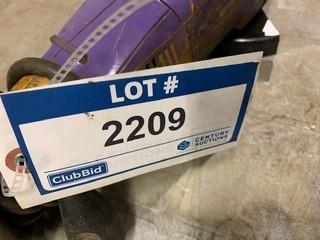 LOT #
2209
ClubBid
CENTURY
AUCTIONS